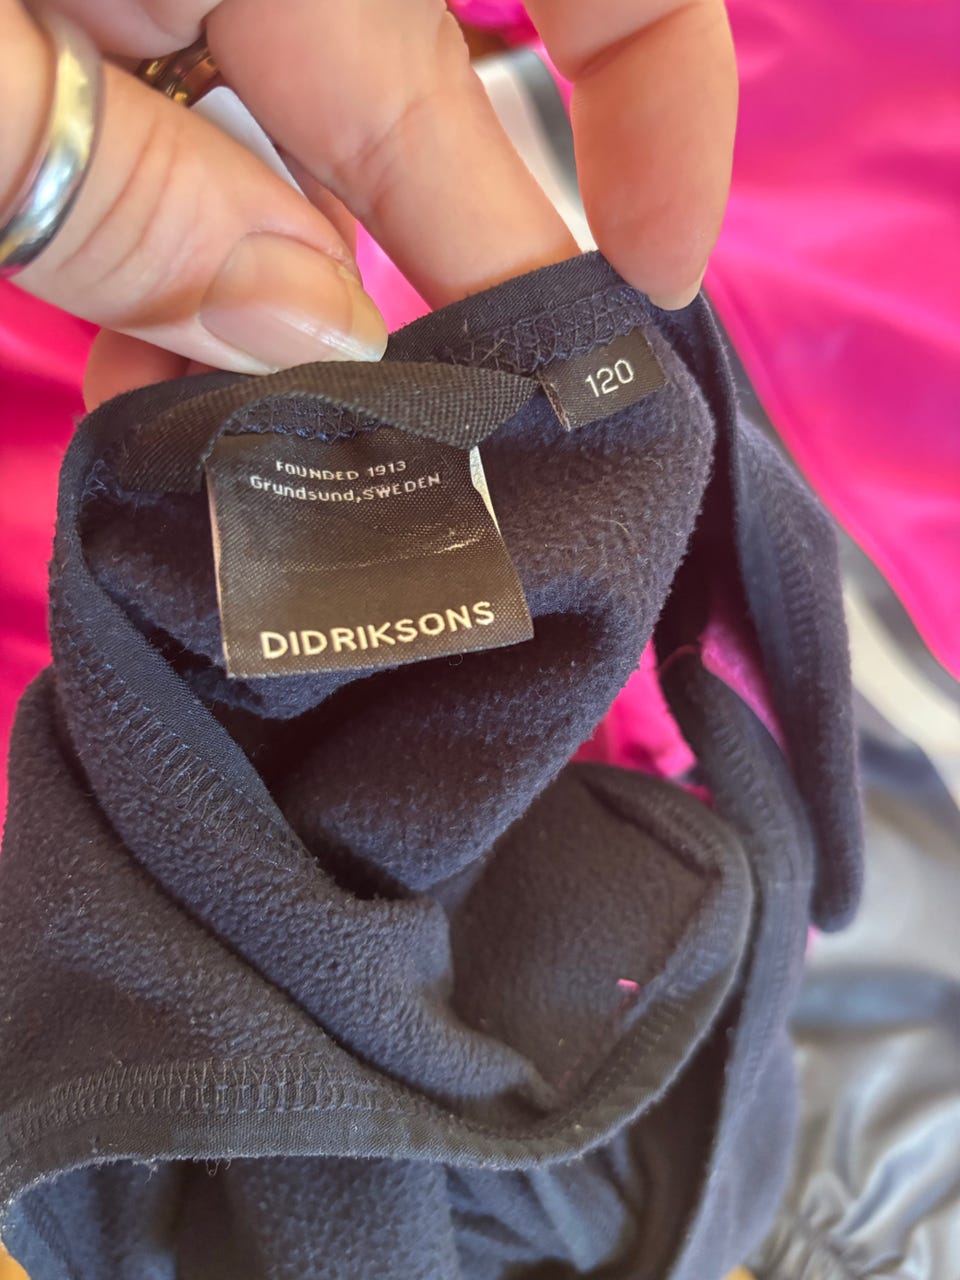 120
FOUNDED 1913
Grundsund,SWEDEN
DIDRIKSONS